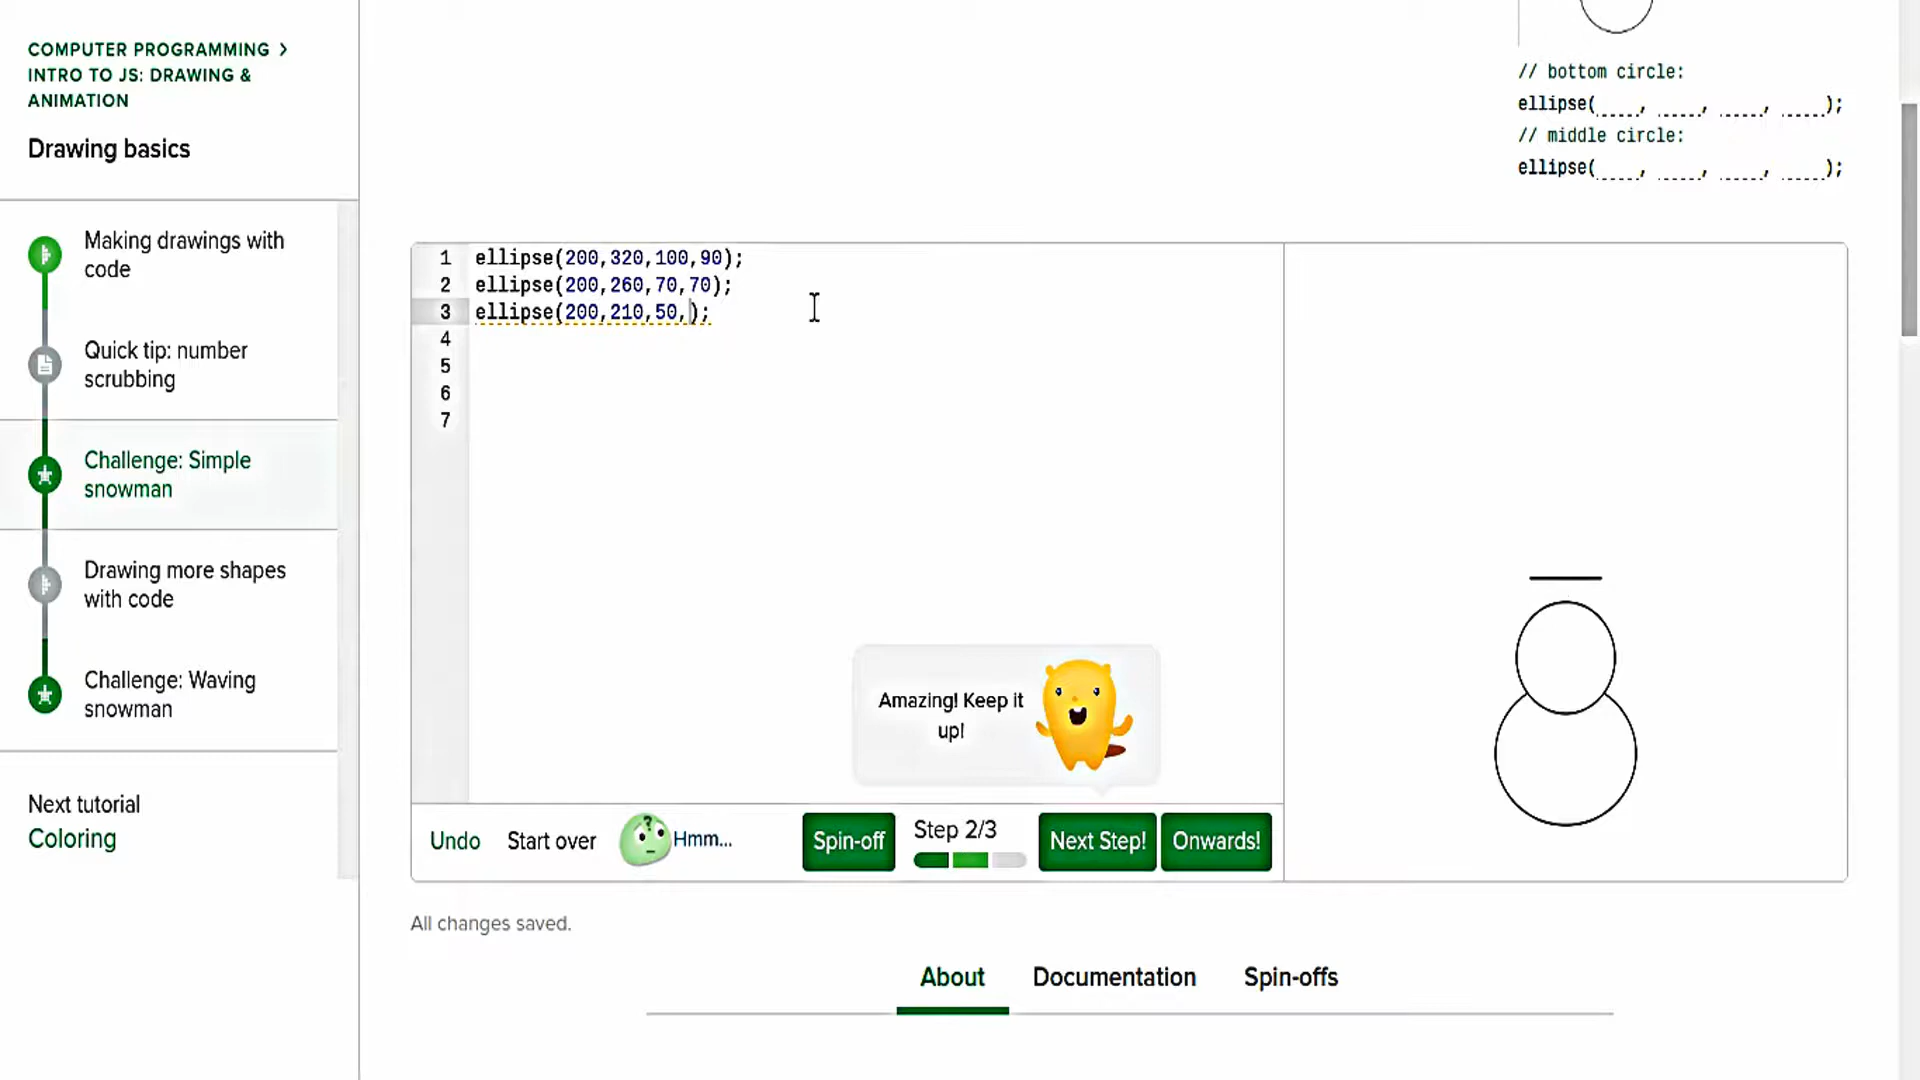 COMPUTER PROGRAMMING >
INTRO TO JS: DRAWING &
ANIMATION
Drawing basics
Making drawings with
code
Quick tip: number
scrubbing
Challenge: Simple
snowman
Drawing more shapes
with code
Challenge: Waving
snowman
Next tutorial
Coloring
// bottom circle:
ellipse(____, ____, ____, ____);
// middle circle:
ellipse(____, ____, ____, ____);
1 ellipse(200,320,100,90);
2 ellipse(200,260,70,70);
3 ellipse(200,210,50,);
4
5
6
7
Amazing! Keep it
up!
Undo Start over ? Hmm... Spin-off Step 2/3 Next Step! Onwards!
All changes saved.
About Documentation Spin-offs